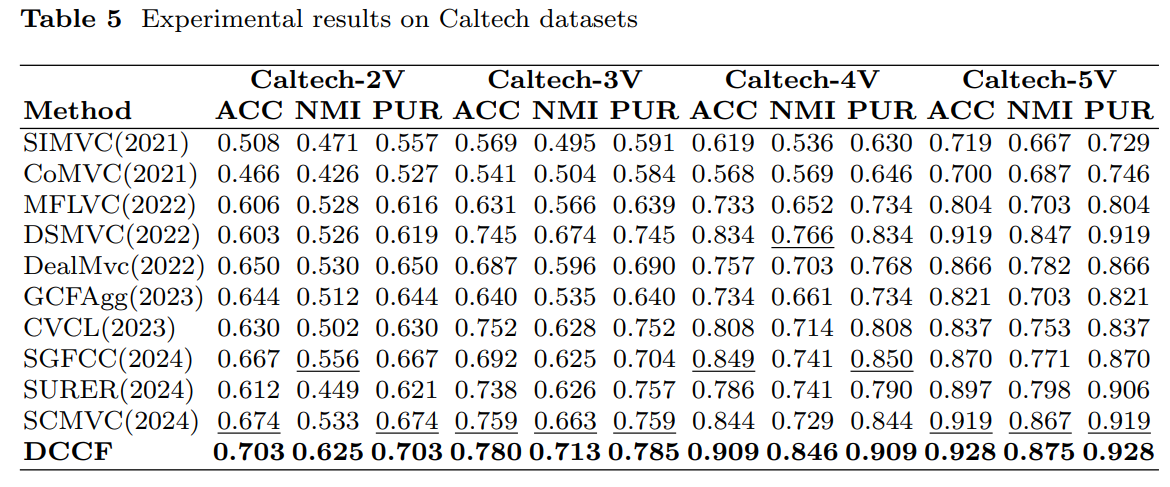 Table 5 Experimental results on Caltech datasets
Caltech-2V Caltech-3V Caltech-4V Caltech-5V
Method ACC NMI PUR ACC NMI PUR ACC NMI PUR ACC NMI PUR
SIMVC(2021) 0.508 0.471 0.557 0.569 0.495 0.591 0.619 0.536 0.630 0.719 0.667 0.729
CoMVC(2021) 0.466 0.426 0.527 0.541 0.504 0.584 0.568 0.569 0.646 0.700 0.687 0.746
MFLVC(2022) 0.606 0.528 0.616 0.631 0.566 0.639 0.733 0.652 0.734 0.804 0.703 0.804
DSMVC(2022) 0.603 0.526 0.619 0.745 0.674 0.745 0.834 0.766 0.834 0.919 0.847 0.919
DealMvc(2022) 0.650 0.530 0.650 0.687 0.596 0.690 0.757 0.703 0.768 0.866 0.782 0.866
GCFAgg(2023) 0.644 0.512 0.644 0.640 0.535 0.640 0.734 0.661 0.734 0.821 0.703 0.821
CVCL(2023) 0.630 0.502 0.630 0.752 0.628 0.752 0.808 0.714 0.808 0.837 0.753 0.837
SGFCC(2024) 0.667 0.556 0.667 0.692 0.625 0.704 0.849 0.741 0.850 0.870 0.771 0.870
SURER(2024) 0.612 0.449 0.621 0.738 0.626 0.757 0.786 0.741 0.790 0.897 0.798 0.906
SCMVC(2024) 0.674 0.533 0.674 0.759 0.663 0.759 0.844 0.729 0.844 0.919 0.867 0.919
DCCF 0.703 0.625 0.703 0.780 0.713 0.785 0.909 0.846 0.909 0.928 0.875 0.928